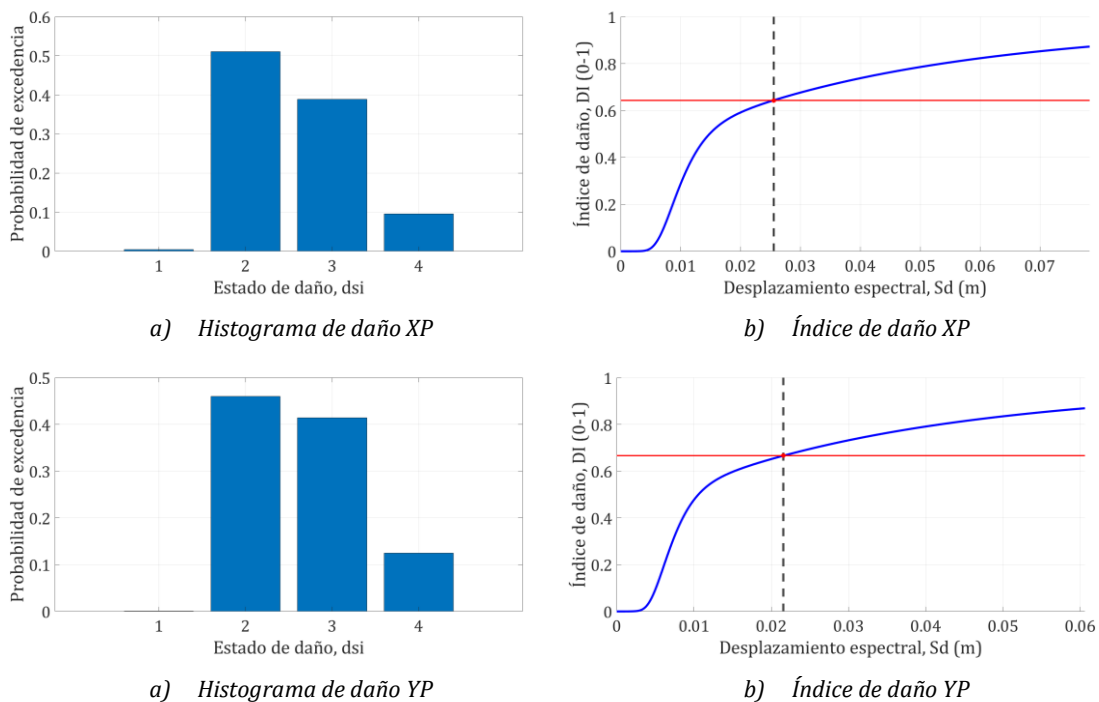 0.6
0.5
0.4
0.3
0.2
0.1
0
Probabilidad de excedencia
1 2 3 4
Estado de daño, dsi
a) Histograma de daño XP
1
0.8
0.6
0.4
0.2
0
Índice de daño, DI (0-1)
0 0.01 0.02 0.03 0.04 0.05 0.06 0.07
Desplazamiento espectral, Sd (m)
b) Índice de daño XP
0.5
0.4
0.3
0.2
0.1
0
Probabilidad de excedencia
1 2 3 4
Estado de daño, dsi
a) Histograma de daño YP
1
0.8
0.6
0.4
0.2
0
Índice de daño, DI (0-1)
0 0.01 0.02 0.03 0.04 0.05 0.06
Desplazamiento espectral, Sd (m)
b) Índice de daño YP